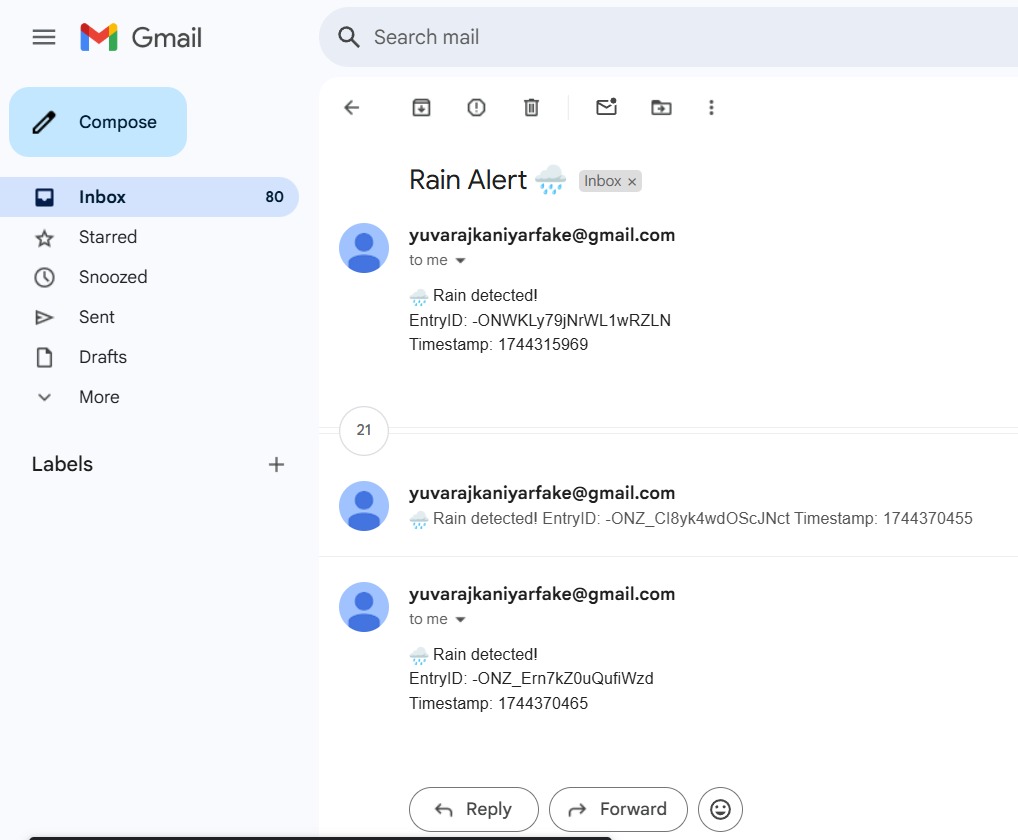 Gmail
Search mail
Compose
Inbox 80
Starred
Snoozed
Sent
Drafts
More
Labels
Rain Alert 🌧️ Inbox ×
yuvarajkaniyarfake@gmail.com
to me
🌧️ Rain detected!
EntryID: -ONWKLy79jNrWL1wRZLN
Timestamp: 1744315969
21
yuvarajkaniyarfake@gmail.com
🌧️ Rain detected! EntryID: -ONZ_CI8yk4wdOScJNct Timestamp: 1744370455
yuvarajkaniyarfake@gmail.com
to me
🌧️ Rain detected!
EntryID: -ONZ_Ern7kZ0uQufiWzd
Timestamp: 1744370465
Reply
Forward